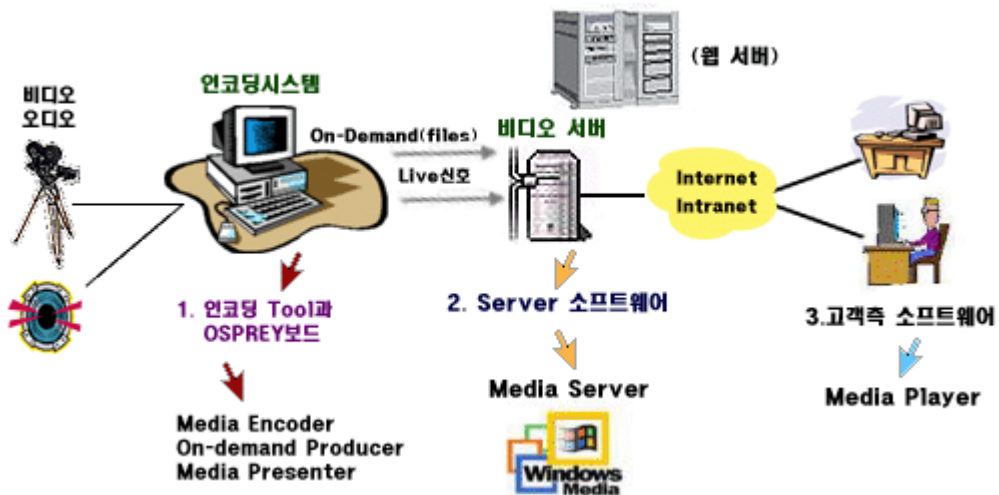 (웹 서버)
비디오
오디오
인코딩시스템
On-Demand(files)
Live신호
비디오 서버
Internet
Intranet
1. 인코딩 Tool과
OSPREY보드
2. Server 소프트웨어
3.고객측 소프트웨어
Media Encoder
On-demand Producer
Media Presenter
Media Server
Windows
Media
Media Player